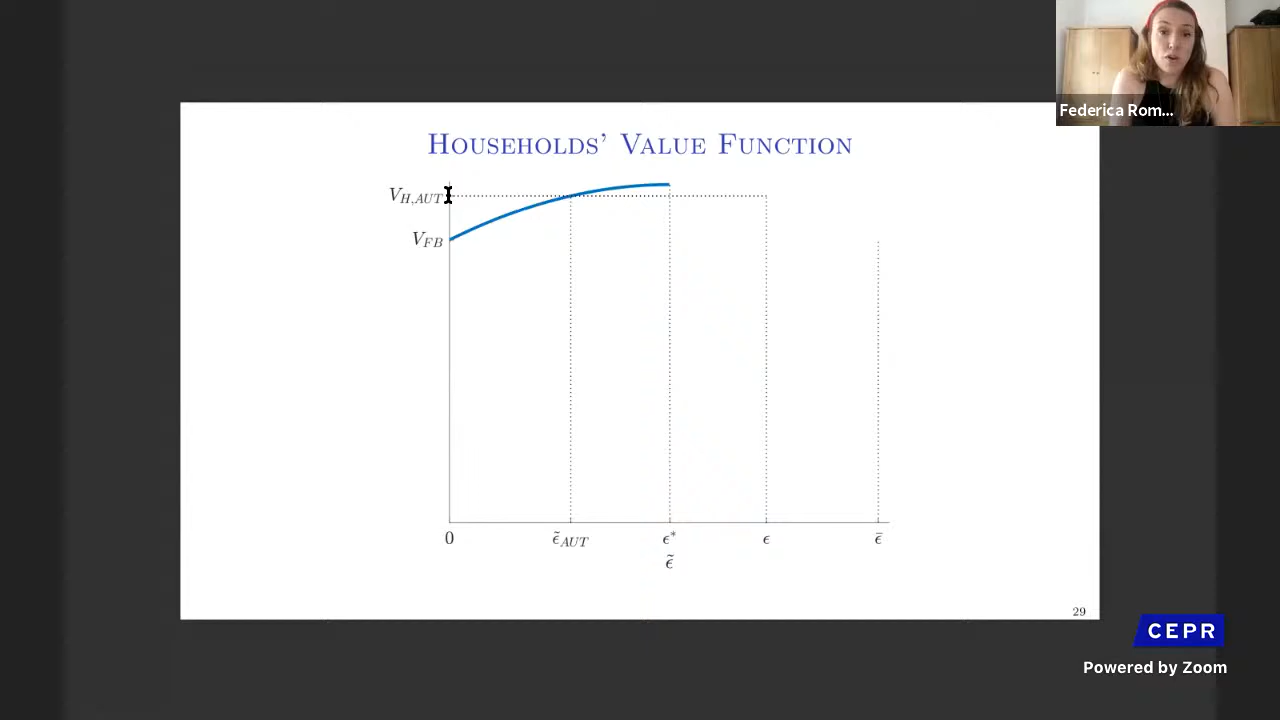 Federica Rom...
HOUSEHOLDS' VALUE FUNCTION
V_{H,AUT}
V_{FB}
0 ε̃_{AUT} ϵ* ϵ ϵ̄
ϵ̃
29
CEPR
Powered by Zoom